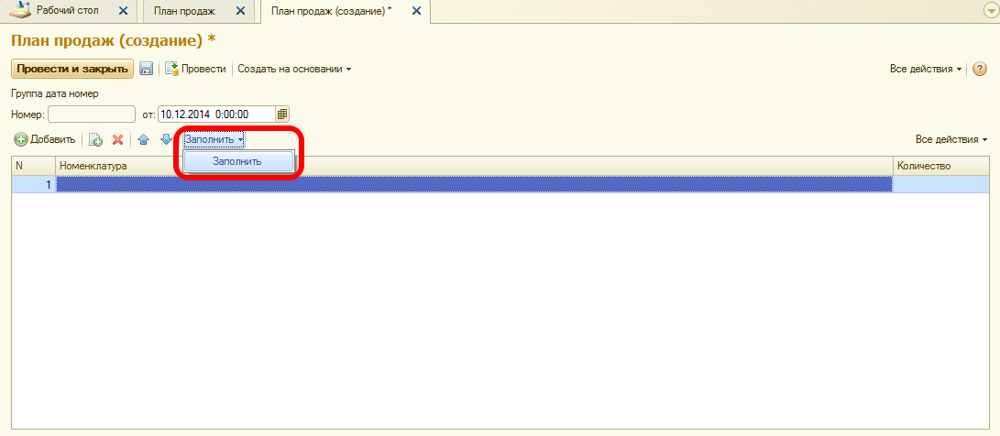 Рабочий стол План продаж План продаж (создание) *
План продаж (создание) *
Провести и закрыть Провести Создать на основании Все действия ?
Группа дата номер
Номер: от: 10.12.2014 0:00:00
Добавить Заполнить Все действия
Заполнить
N Номенклатура Количество
1